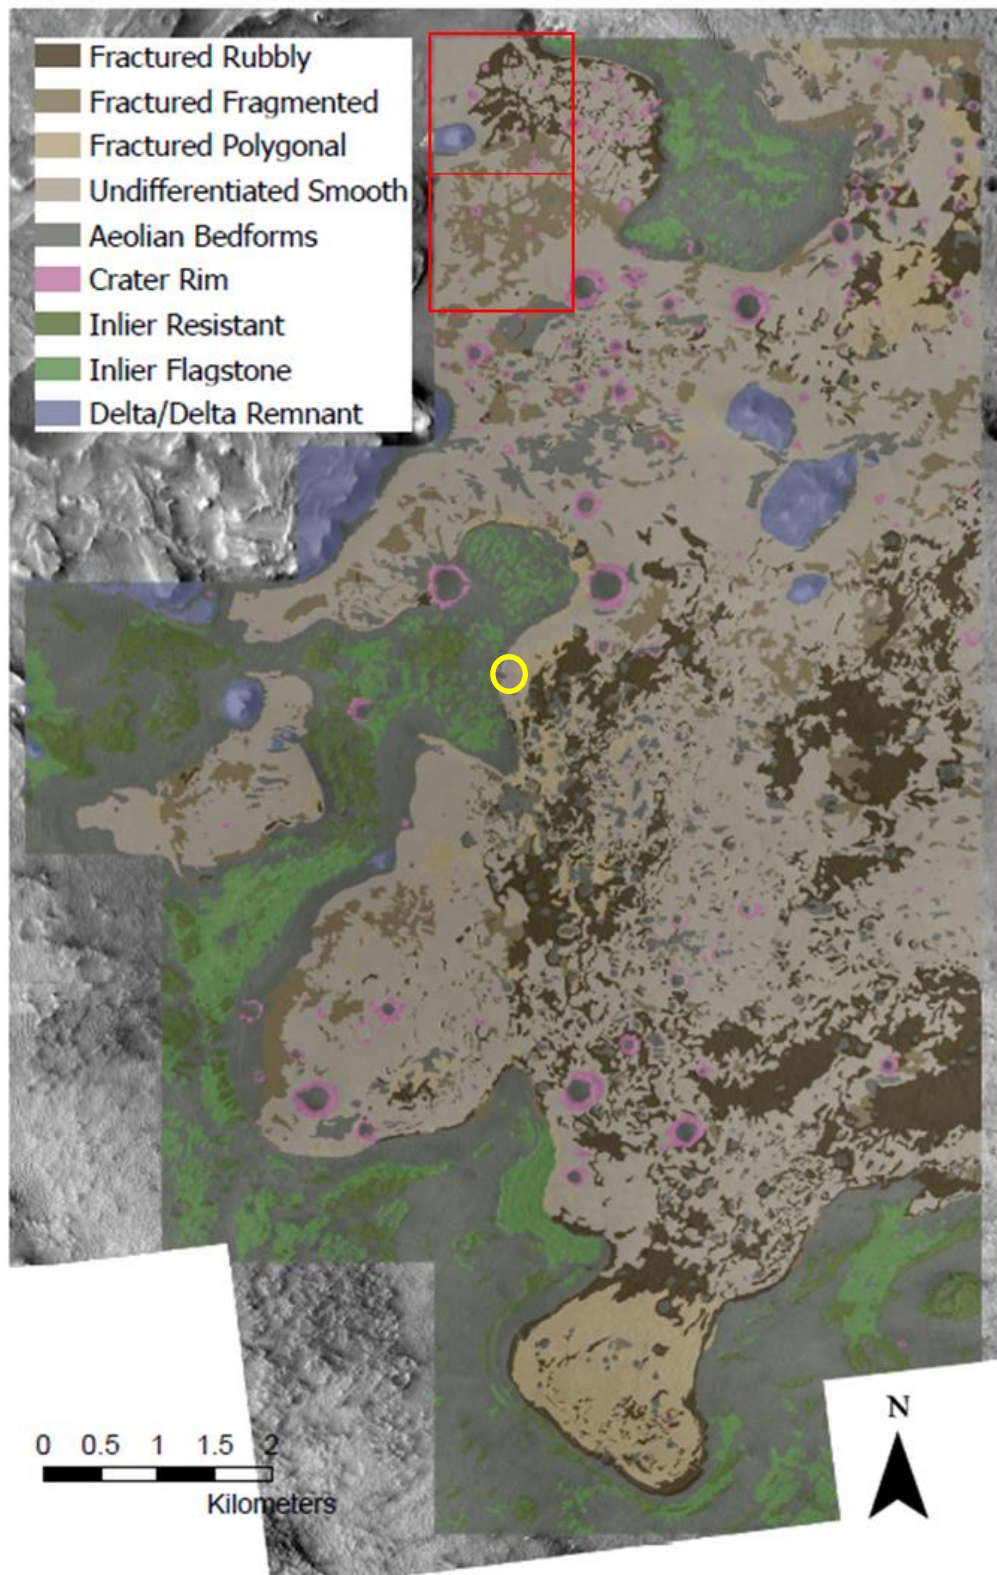 Fractured Rubbly
Fractured Fragmented
Fractured Polygonal
Undifferentiated Smooth
Aeolian Bedforms
Crater Rim
Inlier Resistant
Inlier Flagstone
Delta/Delta Remnant
N
0 0.5 1 1.5 2
Kilometers